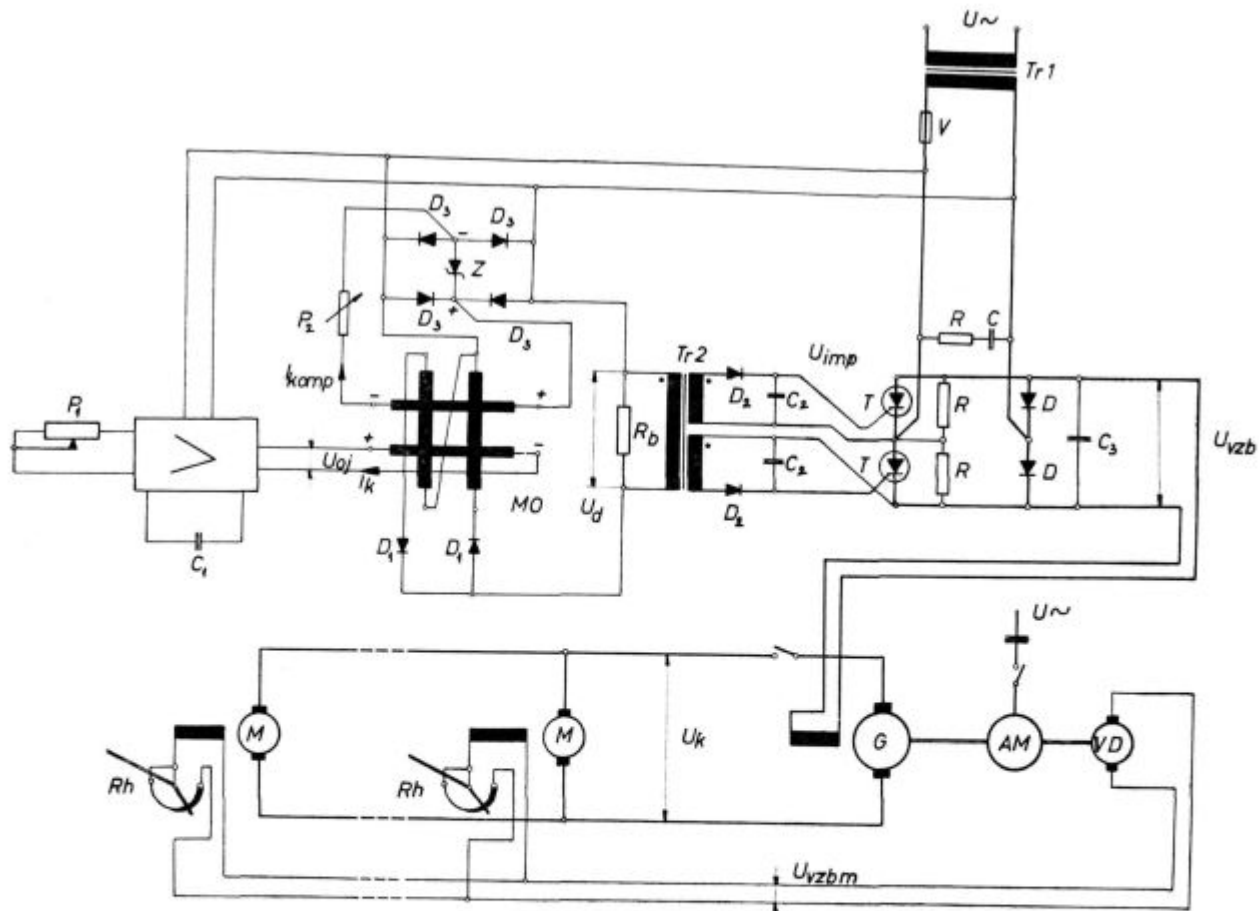 U~
Tr1
V
D₃
D₃
Z
P₂
D₃
D₃
R
C
Ikomp
Tr2
Uimp
D₂
C₂
T
R
D
P₁
Uoj
Ik
MO
Rb
Ud
C₂
T
R
D
C₃
Uvzb
D₂
C₁
D₁
D₁
U~
M
M
Uk
G
AM
VD
Rh
Rh
Uvzbm